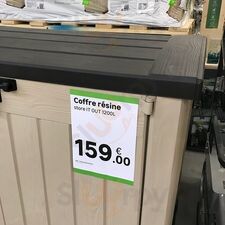 Coffre résine
store IT OUT 1200L
159€.00